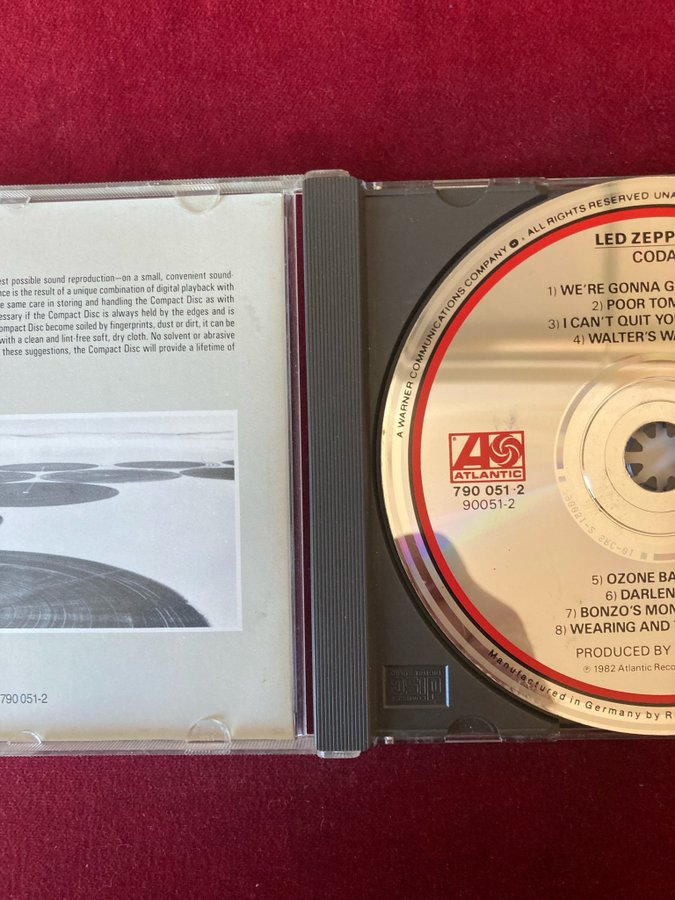 est possible sound reproduction—on a small, convenient sound-
nce is the result of a unique combination of digital playback with
e same care in storing and handling the Compact Disc as with
essary if the Compact Disc is always held by the edges and is
ompact Disc become soiled by fingerprints, dust or dirt, it can be
with a clean and lint-free soft, dry cloth. No solvent or abrasive
these suggestions, the Compact Disc will provide a lifetime of
790 051-2
A WARNER COMMUNICATIONS COMPANY . ALL RIGHTS RESERVED UNA
LED ZEPP
CODA
1) WE'RE GONNA G
2) POOR TOM
3) I CAN'T QUIT YOU
4) WALTER'S WA
ATLANTIC
790 051·2
90051-2
5) OZONE BA
6) DARLEN
7) BONZO'S MON
8) WEARING AND
PRODUCED BY
℗ 1982 Atlantic Reco
Manufactured in Germany by R